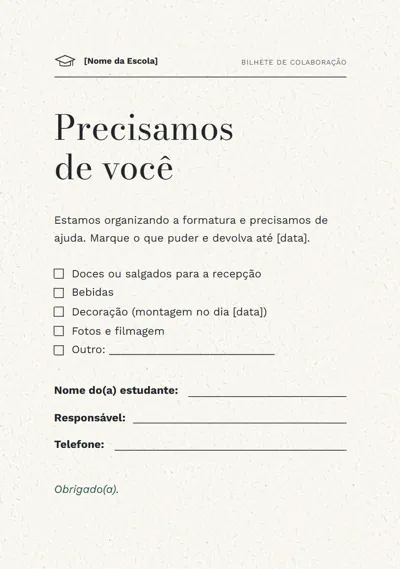 [Nome da Escola]
BILHETE DE COLABORAÇÃO
Precisamos
de você
Estamos organizando a formatura e precisamos de
ajuda. Marque o que puder e devolva até [data].
Doces ou salgados para a recepção
Bebidas
Decoração (montagem no dia [data])
Fotos e filmagem
Outro:
Nome do(a) estudante:
Responsável:
Telefone:
Obrigado(a).